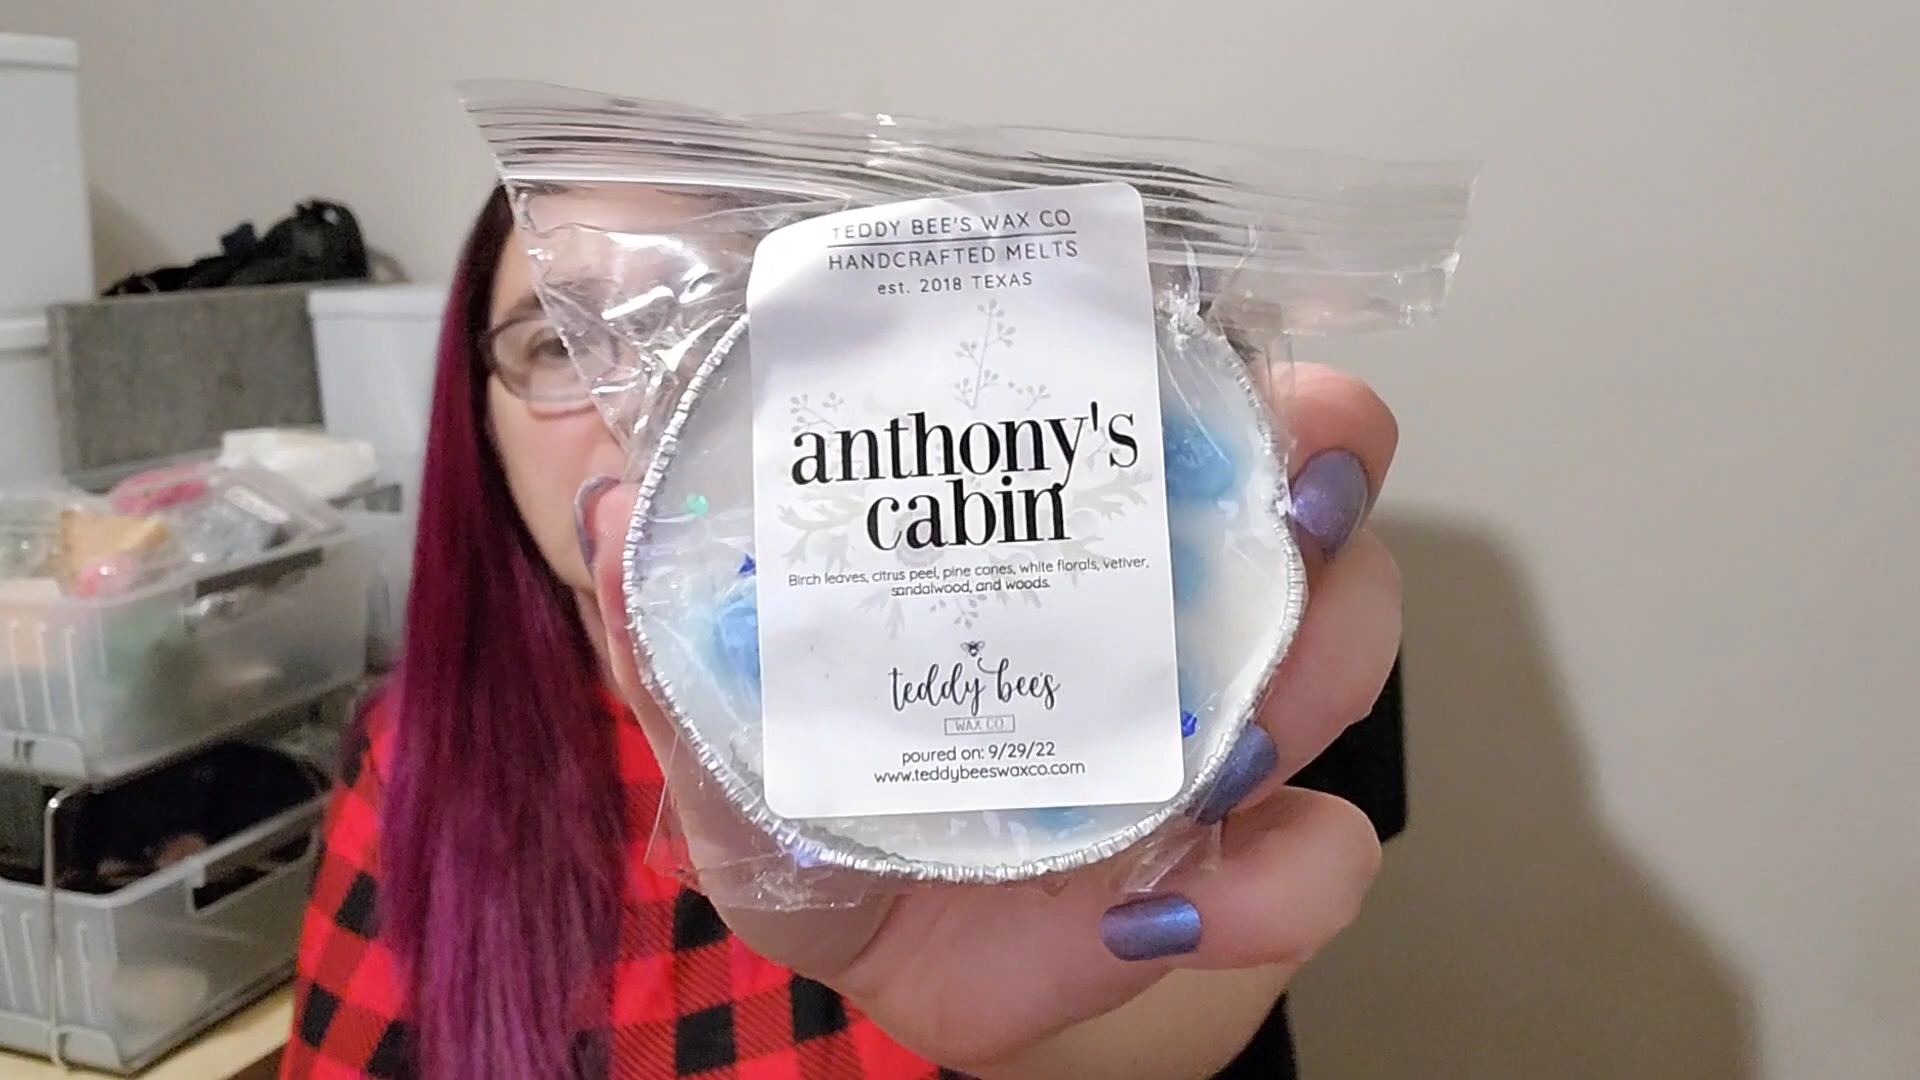 TEDDY BEE'S WAX CO
HANDCRAFTED MELTS
est. 2018 TEXAS
anthony's
cabin
Birch leaves, citrus peel, pine cones, white florals, vetiver,
sandalwood, and woods.
teddy bee's
WAX CO
poured on: 9/29/22
www.teddybeeswaxco.com